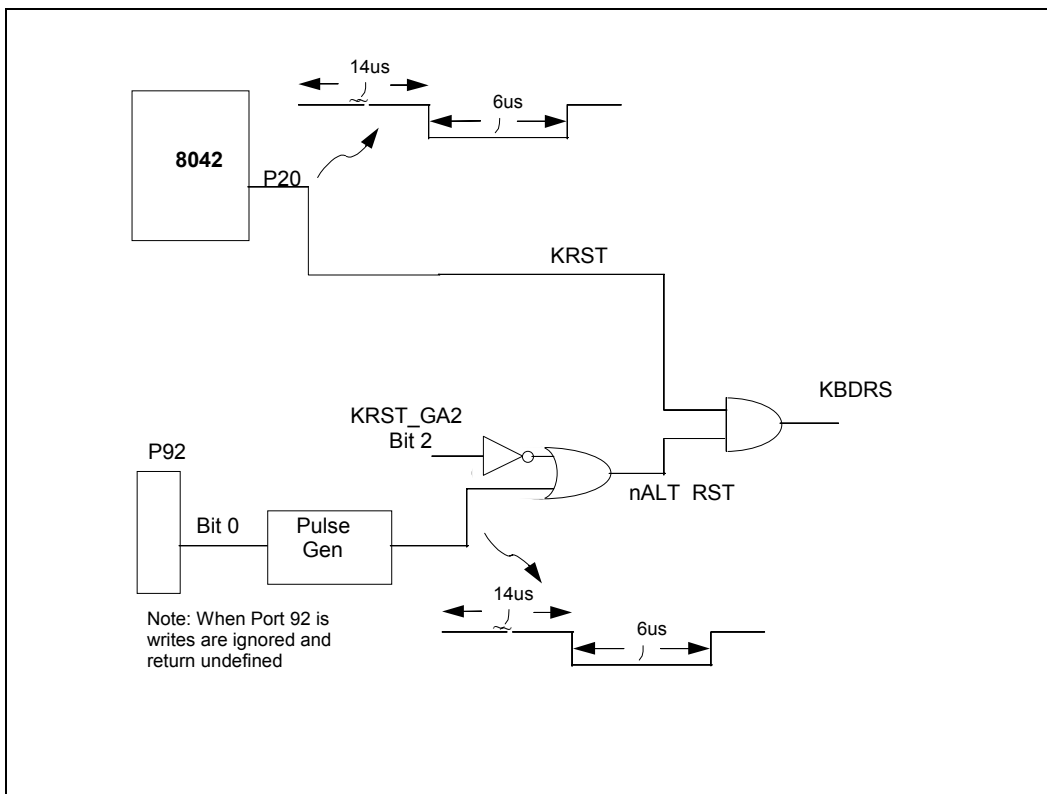 14us
6us
8042
P20
KRST
KBDRS
KRST_GA2
Bit 2
P92
nALT RST
Bit 0
Pulse
Gen
14us
6us
Note: When Port 92 is
writes are ignored and
return undefined